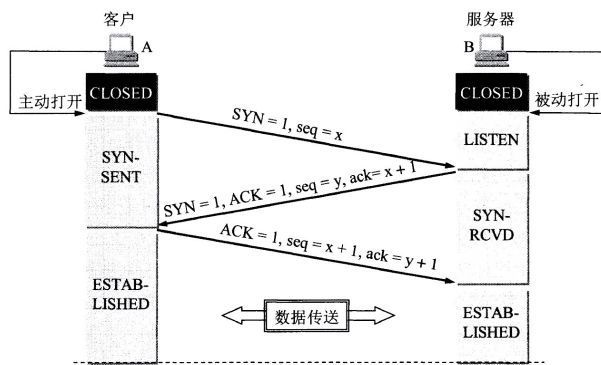 客户
服务器
A
B
CLOSED
CLOSED
主动打开
被动打开
SYN = 1, seq = x
LISTEN
SYN-
SENT
SYN = 1, ACK = 1, seq = y, ack= x + 1
SYN-
RCVD
ACK = 1, seq = x + 1, ack = y + 1
ESTAB-
LISHED
数据传送
ESTAB-
LISHED